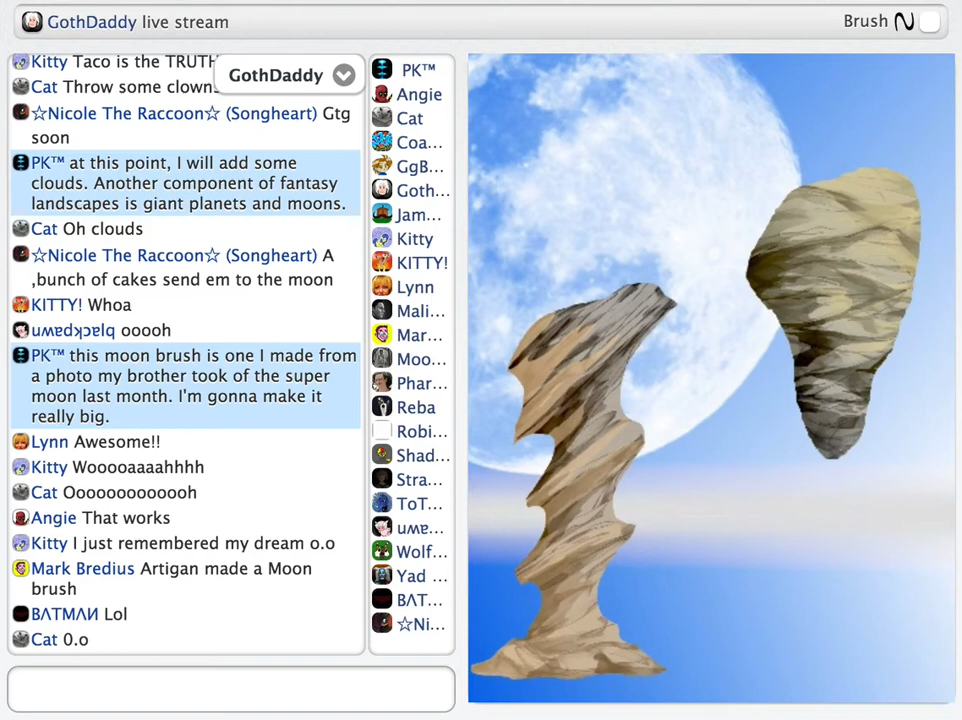 GothDaddy live stream
Brush
Kitty Taco is the TRUTH
GothDaddy
Cat Throw some clowns
☆Nicole The Raccoon☆ (Songheart) Gtg
soon
PK™ at this point, I will add some
clouds. Another component of fantasy
landscapes is giant planets and moons.
Cat Oh clouds
☆Nicole The Raccoon☆ (Songheart) A
,bunch of cakes send em to the moon
KITTY! Whoa
uʍɐdʞɔɐlq ooooh
PK™ this moon brush is one I made from
a photo my brother took of the super
moon last month. I'm gonna make it
really big.
Lynn Awesome!!
Kitty Wooooaaaahhhh
Cat Ooooooooooooh
Angie That works
Kitty I just remembered my dream o.o
Mark Bredius Artigan made a Moon
brush
BΛTMΛИ Lol
Cat 0.o
PK™
Angie
Cat
Coa...
GgB...
Goth...
Jam...
Kitty
KITTY!
Lynn
Mali...
Mar...
Moo...
Phar...
Reba
Robi...
Shad...
Stra...
ToT...
uʍɐ...
Wolf...
Yad ...
BΛT...
☆Ni...